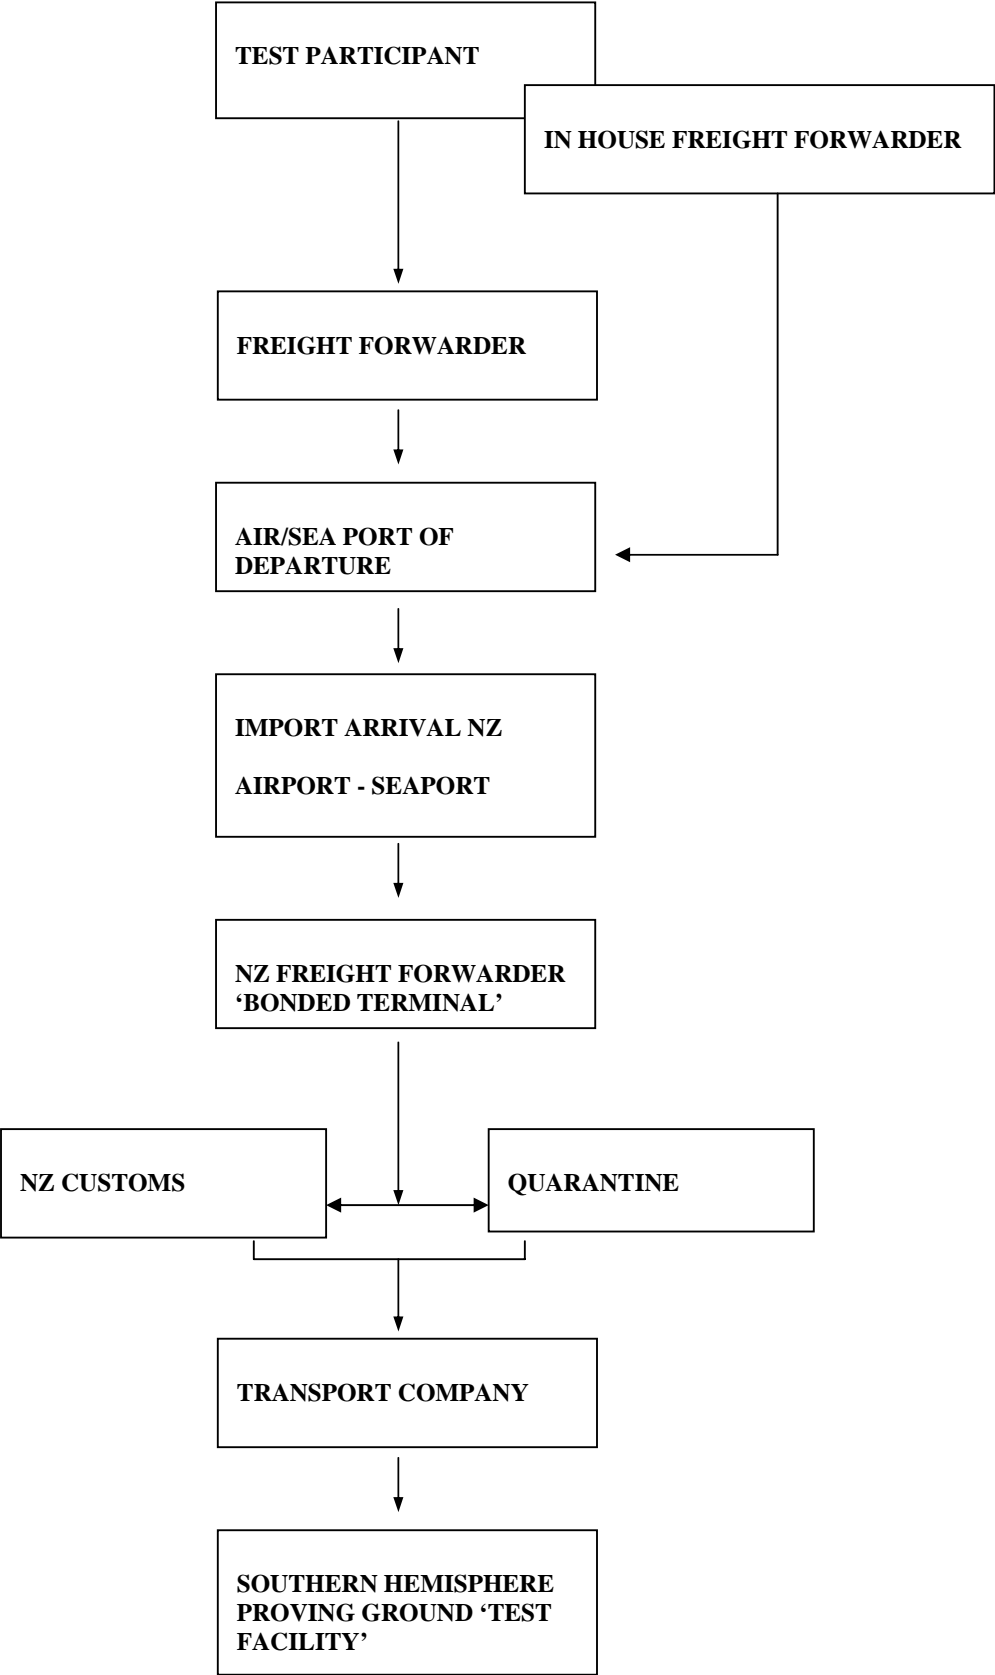 TEST PARTICIPANT
IN HOUSE FREIGHT FORWARDER
FREIGHT FORWARDER
AIR/SEA PORT OF
DEPARTURE
IMPORT ARRIVAL NZ
AIRPORT - SEAPORT
NZ FREIGHT FORWARDER
‘BONDED TERMINAL’
NZ CUSTOMS
QUARANTINE
TRANSPORT COMPANY
SOUTHERN HEMISPHERE
PROVING GROUND ‘TEST
FACILITY’